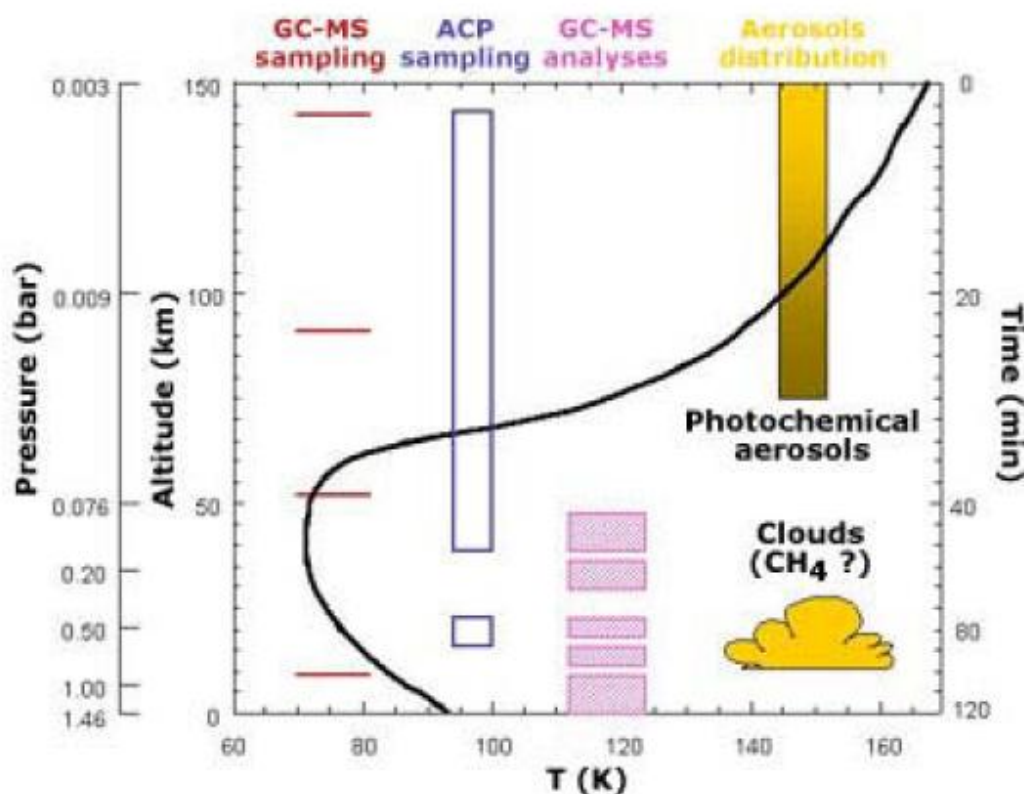 GC-MS sampling
ACP sampling
GC-MS analyses
Aerosols distribution
Pressure (bar)
0.003
0.009
0.076
0.20
0.50
1.00
1.46
Altitude (km)
150
100
50
0
Time (min)
0
20
40
80
120
Photochemical
aerosols
Clouds
(CH4 ?)
60
80
100
120
140
160
T (K)